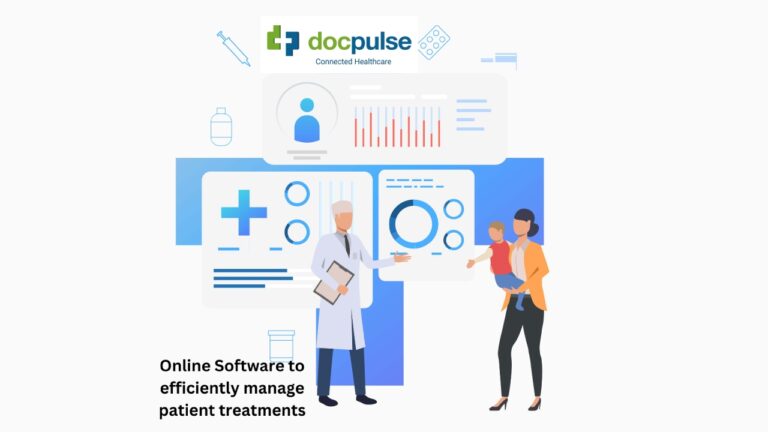 docpulse
Connected Healthcare
Online Software to
efficiently manage
patient treatments